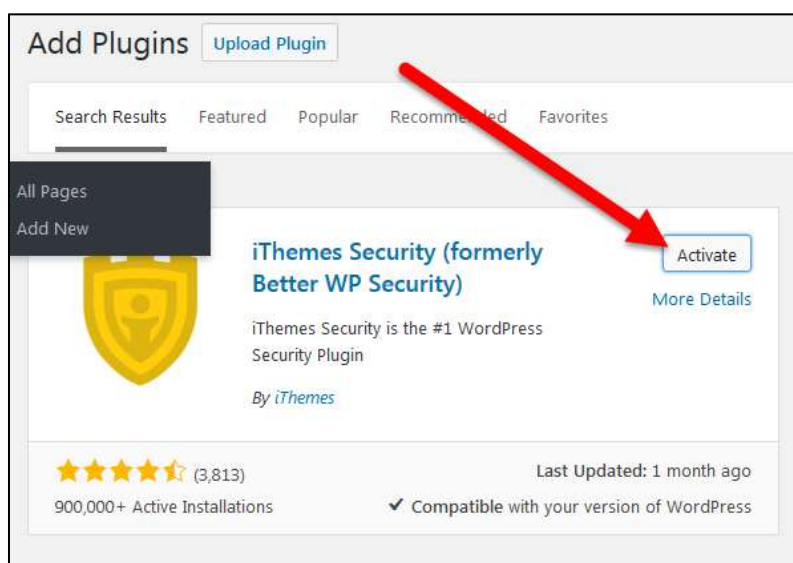 Add Plugins Upload Plugin
Search Results Featured Popular Recommended Favorites
All Pages
Add New
iThemes Security (formerly
Better WP Security)
Activate
More Details
iThemes Security is the #1 WordPress
Security Plugin
By iThemes
(3,813)
Last Updated: 1 month ago
900,000+ Active Installations
✔ Compatible with your version of WordPress